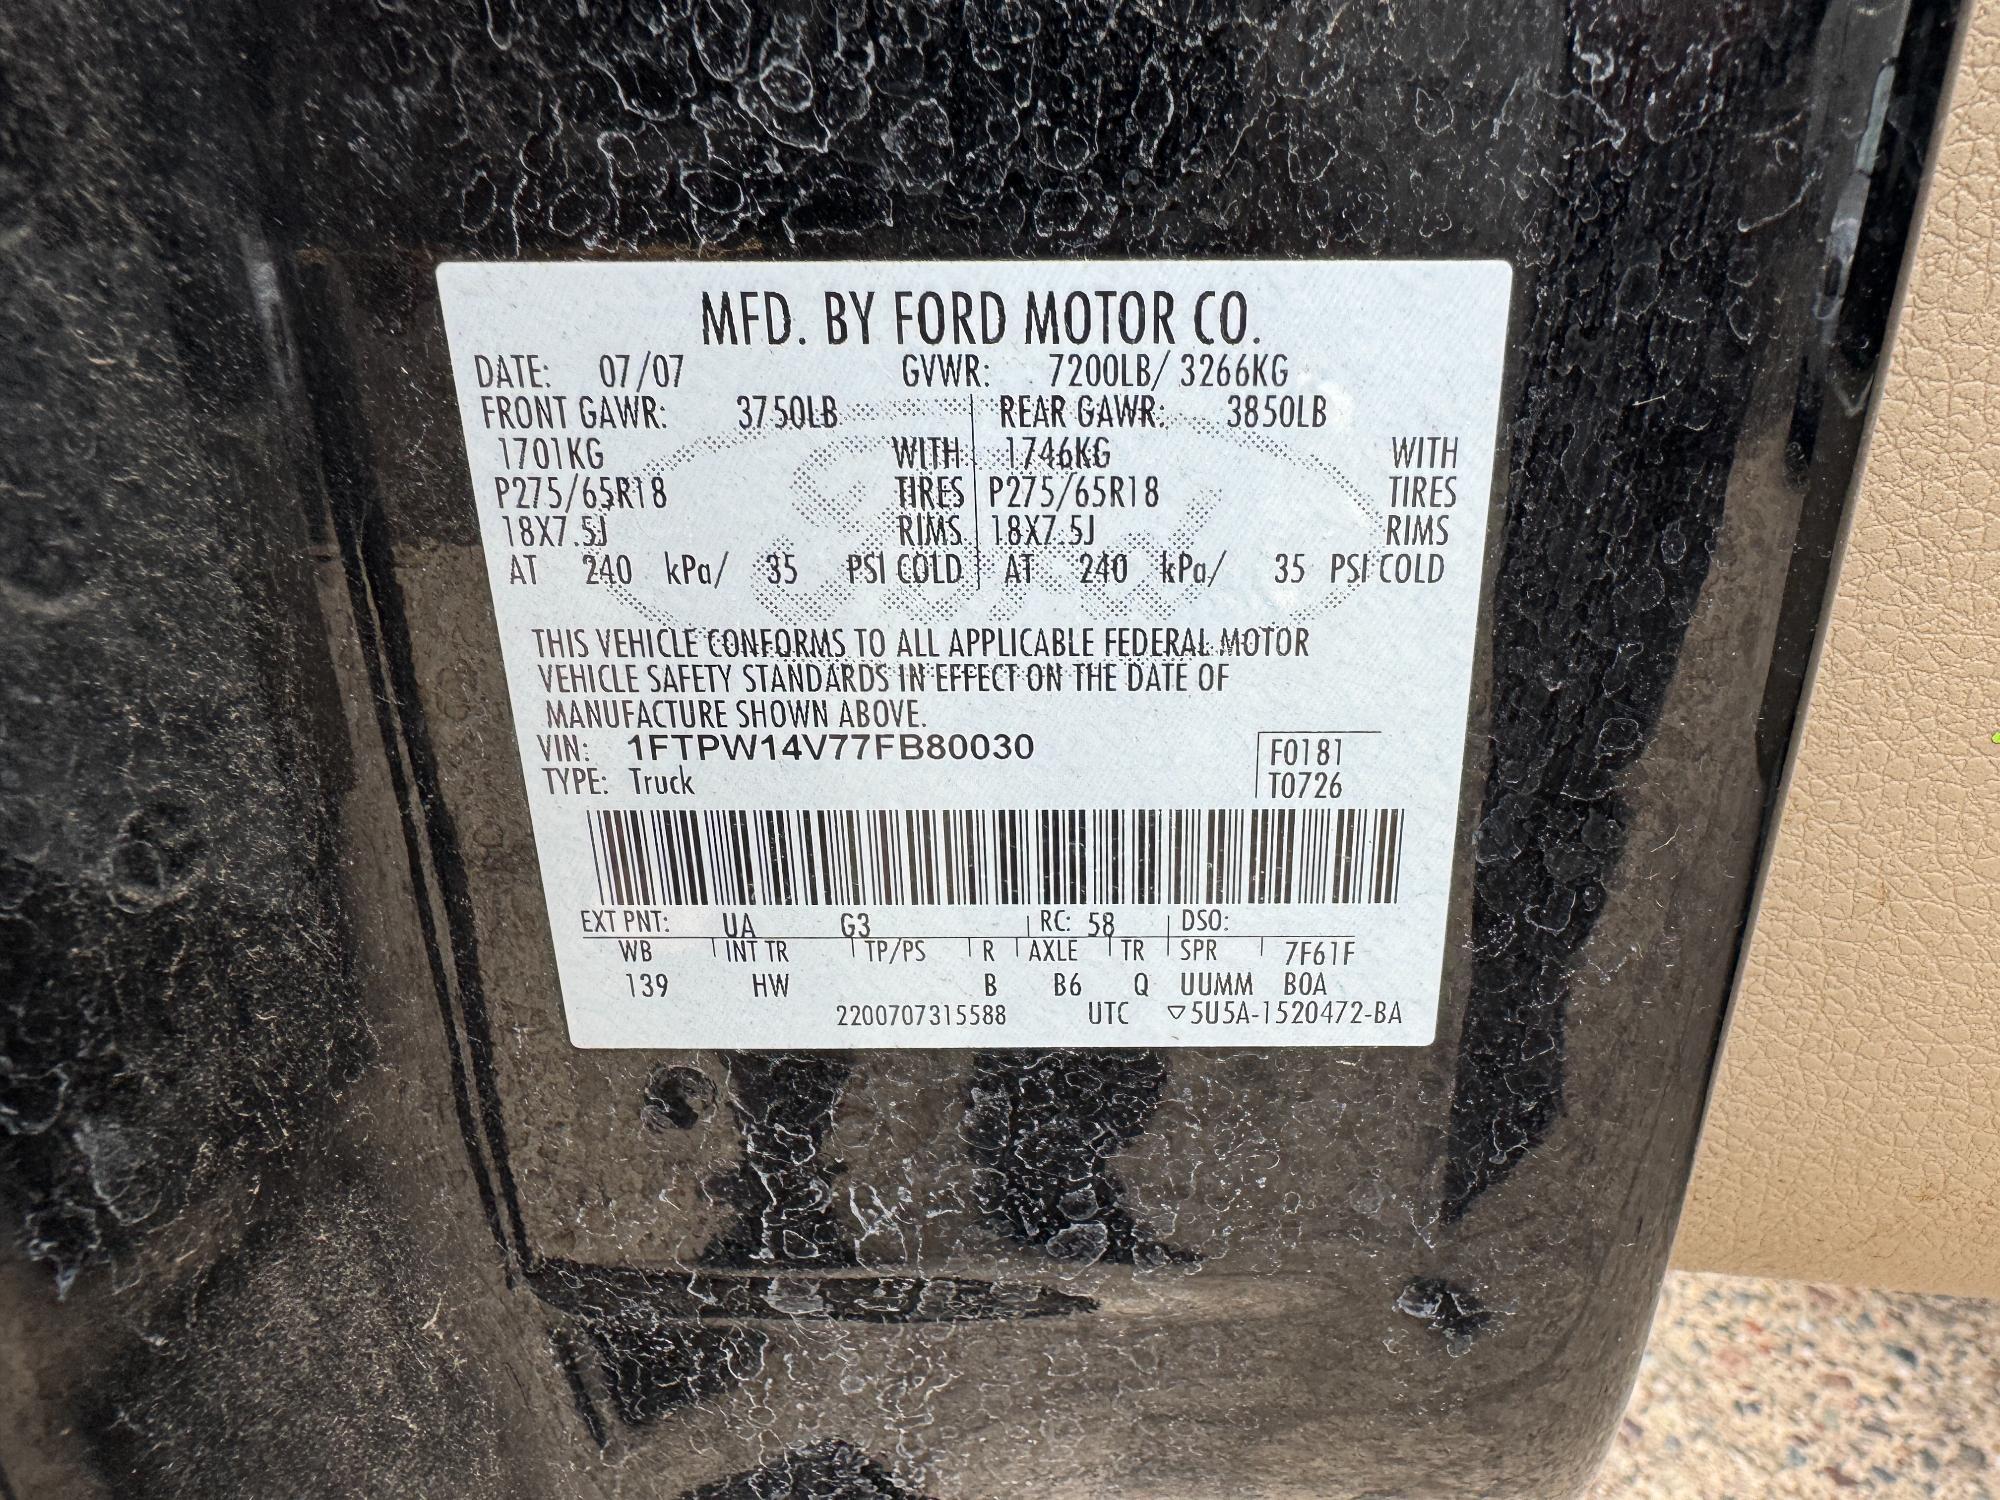 MFD. BY FORD MOTOR CO.
DATE: 07/07 GVWR: 7200LB/ 3266KG
FRONT GAWR: 3750LB REAR GAWR: 3850LB
1701KG WITH 1746KG WITH
P275/65R18 TIRES P275/65R18 TIRES
18X7.5J RIMS 18X7.5J RIMS
AT 240 kPa/ 35 PSI COLD AT 240 kPa/ 35 PSI COLD
THIS VEHICLE CONFORMS TO ALL APPLICABLE FEDERAL MOTOR
VEHICLE SAFETY STANDARDS IN EFFECT ON THE DATE OF
MANUFACTURE SHOWN ABOVE.
VIN: 1FTPW14V77FB80030 F0181
TYPE: Truck T0726
EXT PNT: UA G3 RC: 58 DSO:
WB INT TR TP/PS R AXLE TR SPR 7F61F
139 HW B B6 Q UUMM BOA
2200707315588 UTC ▽5U5A-1520472-BA